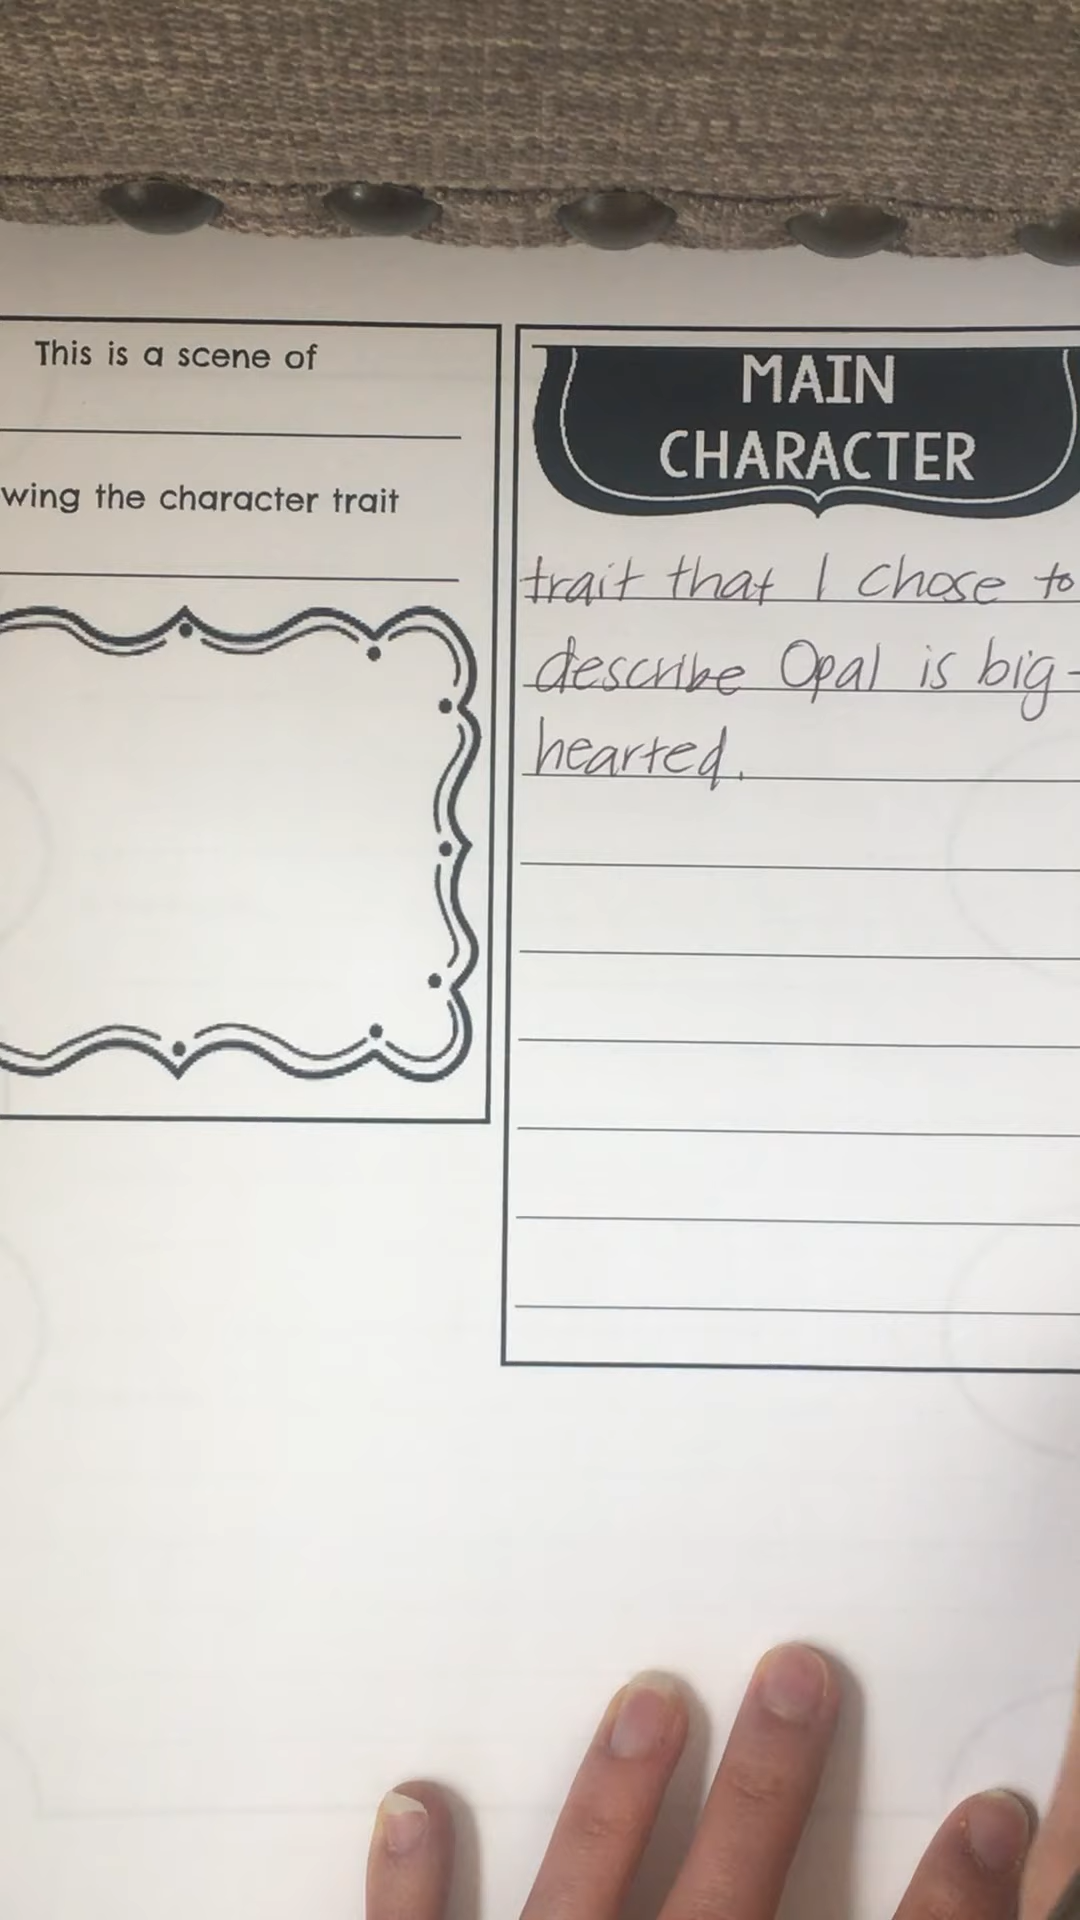 This is a scene of
wing the character trait
MAIN
CHARACTER
trait that I chose to
describe Opal is big-
hearted.